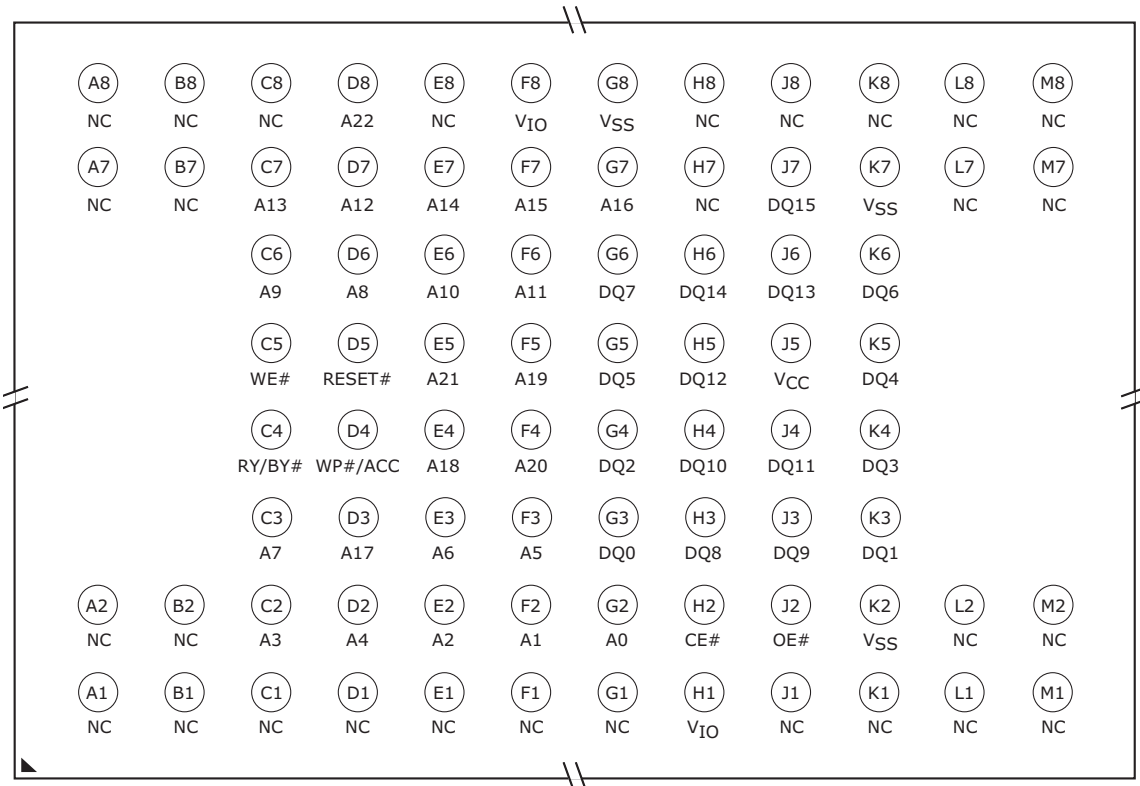 A8 B8 C8 D8 E8 F8 G8 H8 J8 K8 L8 M8
NC NC NC A22 NC VIO VSS NC NC NC NC NC
A7 B7 C7 D7 E7 F7 G7 H7 J7 K7 L7 M7
NC NC A13 A12 A14 A15 A16 NC DQ15 VSS NC NC
C6 D6 E6 F6 G6 H6 J6 K6
A9 A8 A10 A11 DQ7 DQ14 DQ13 DQ6
C5 D5 E5 F5 G5 H5 J5 K5
WE# RESET# A21 A19 DQ5 DQ12 VCC DQ4
C4 D4 E4 F4 G4 H4 J4 K4
RY/BY# WP#/ACC A18 A20 DQ2 DQ10 DQ11 DQ3
C3 D3 E3 F3 G3 H3 J3 K3
A7 A17 A6 A5 DQ0 DQ8 DQ9 DQ1
A2 B2 C2 D2 E2 F2 G2 H2 J2 K2 L2 M2
NC NC A3 A4 A2 A1 A0 CE# OE# VSS NC NC
A1 B1 C1 D1 E1 F1 G1 H1 J1 K1 L1 M1
NC NC NC NC NC NC NC VIO NC NC NC NC